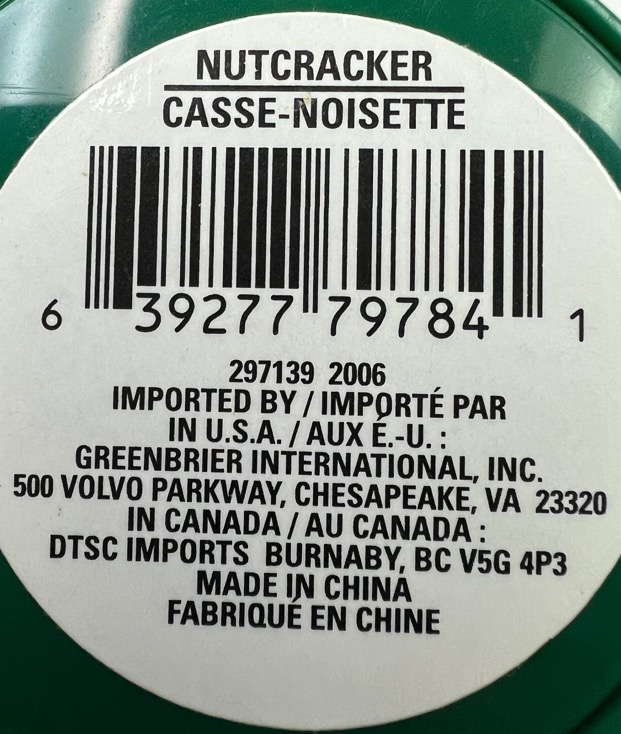 NUTCRACKER
CASSE-NOISETTE
6 39277 79784 1
297139 2006
IMPORTED BY / IMPORTÉ PAR
IN U.S.A. / AUX É.-U. :
GREENBRIER INTERNATIONAL, INC.
500 VOLVO PARKWAY, CHESAPEAKE, VA 23320
IN CANADA / AU CANADA :
DTSC IMPORTS BURNABY, BC V5G 4P3
MADE IN CHINA
FABRIQUÉ EN CHINE